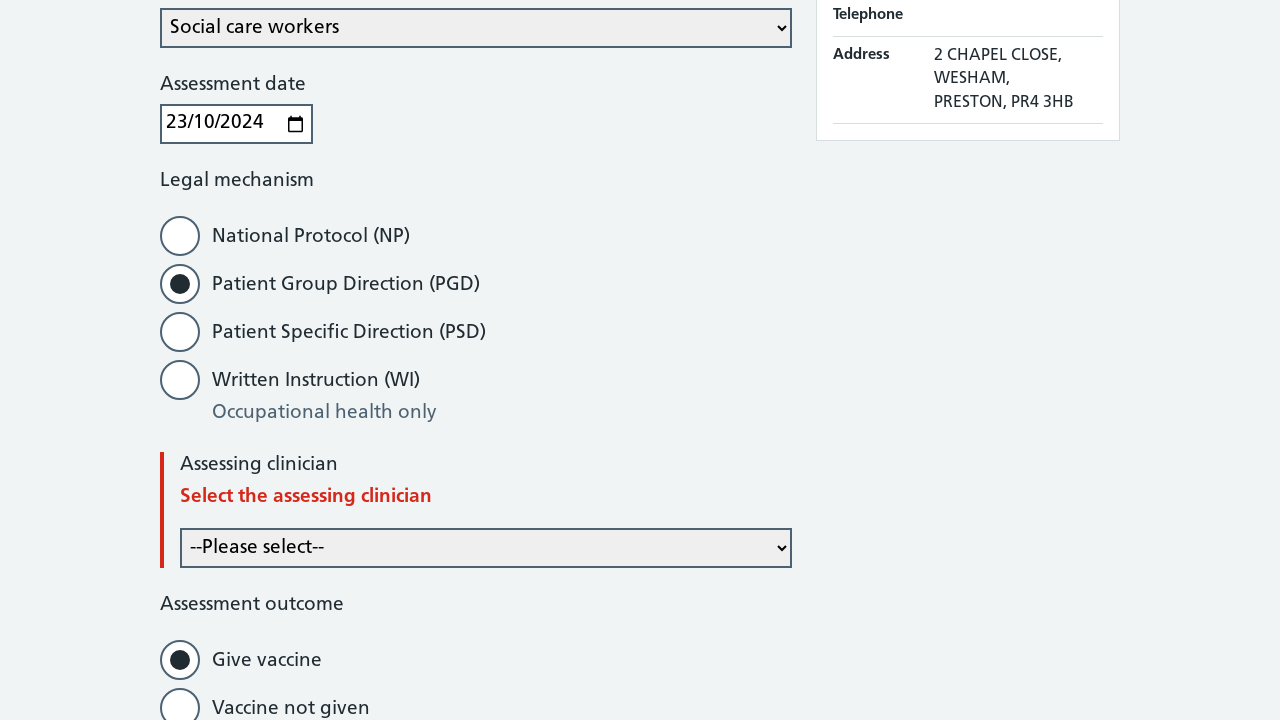 Social care workers
Assessment date
23/10/2024
Legal mechanism
National Protocol (NP)
Patient Group Direction (PGD)
Patient Specific Direction (PSD)
Written Instruction (WI)
Occupational health only
Assessing clinician
Select the assessing clinician
--Please select--
Assessment outcome
Give vaccine
Vaccine not given
Telephone
Address
2 CHAPEL CLOSE,
WESHAM,
PRESTON, PR4 3HB